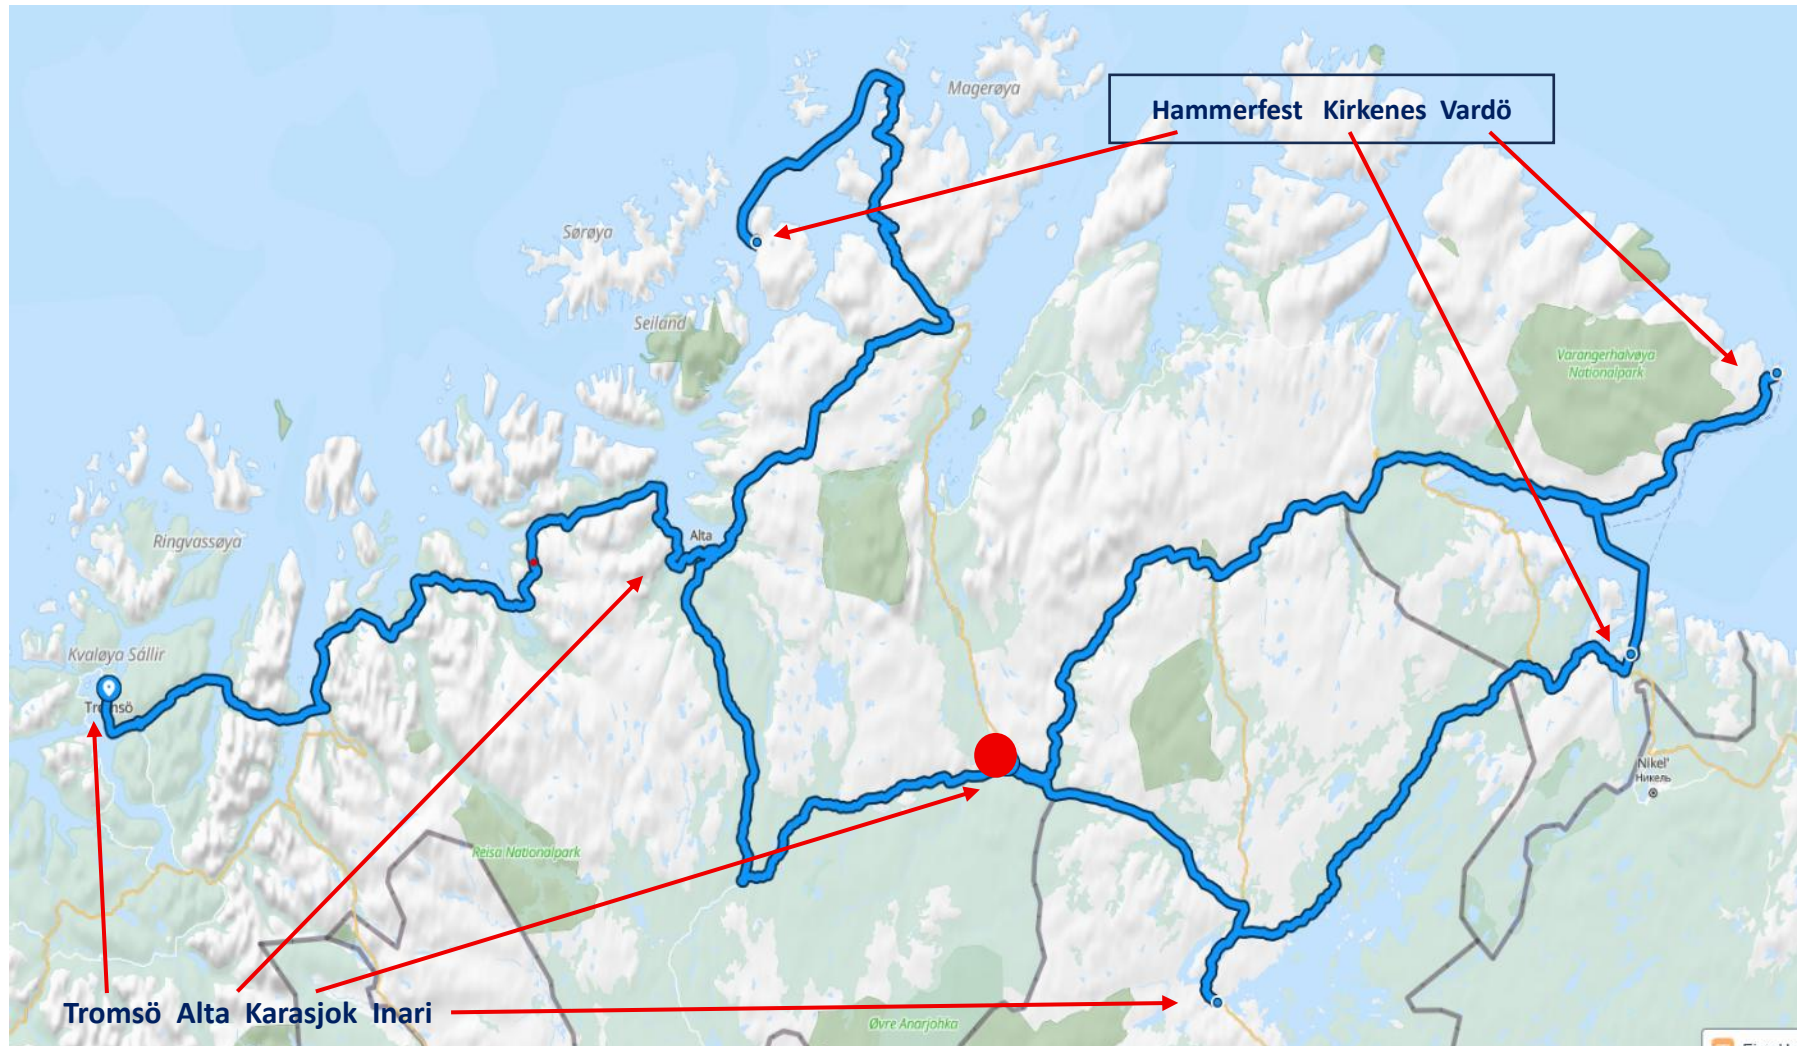 Magerøya
Hammerfest Kirkenes Vardö
Sørøya
Seiland
Varangerhalvøya
Nationalpark
Alta
Ringvassøya
Kvaløya Sállir
Tromsö
Nikel'
Никель
Reisa Nationalpark
Tromsö Alta Karasjok Inari
Øvre Anarjohka